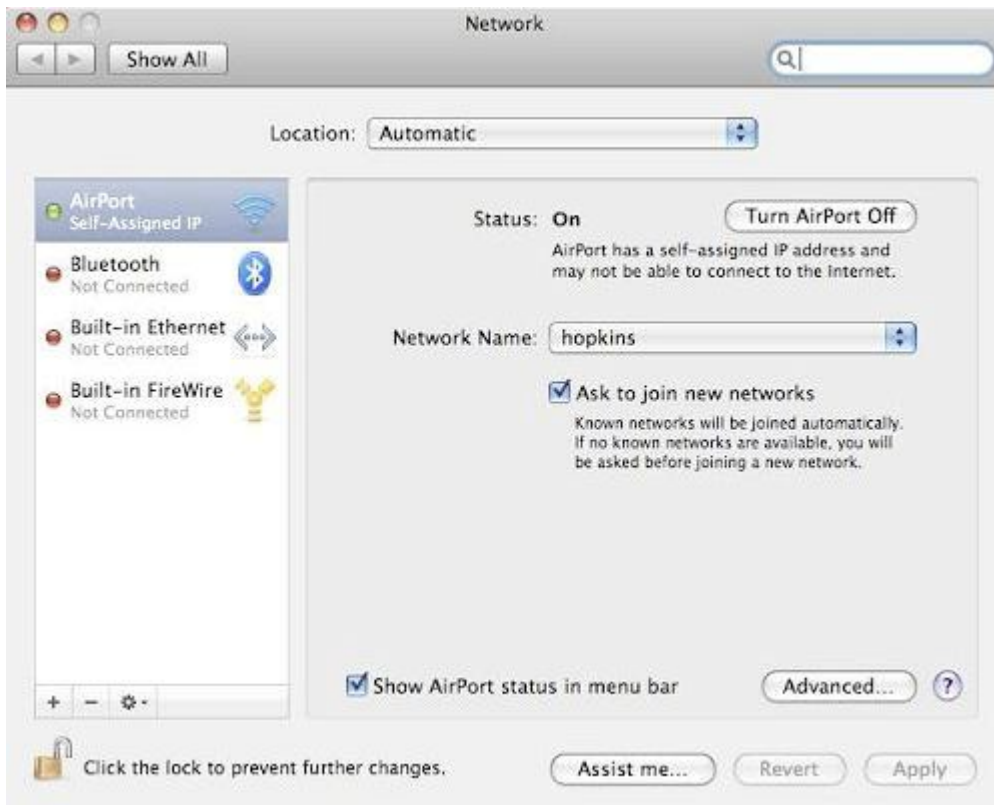 Network
Show All
Location: Automatic
AirPort
Self-Assigned IP
Bluetooth
Not Connected
Built-in Ethernet
Not Connected
Built-in FireWire
Not Connected
Status: On
Turn AirPort Off
AirPort has a self-assigned IP address and
may not be able to connect to the Internet.
Network Name: hopkins
Ask to join new networks
Known networks will be joined automatically.
If no known networks are available, you will
be asked before joining a new network.
Show AirPort status in menu bar
Advanced...
?
+ −
Click the lock to prevent further changes.
Assist me...
Revert
Apply